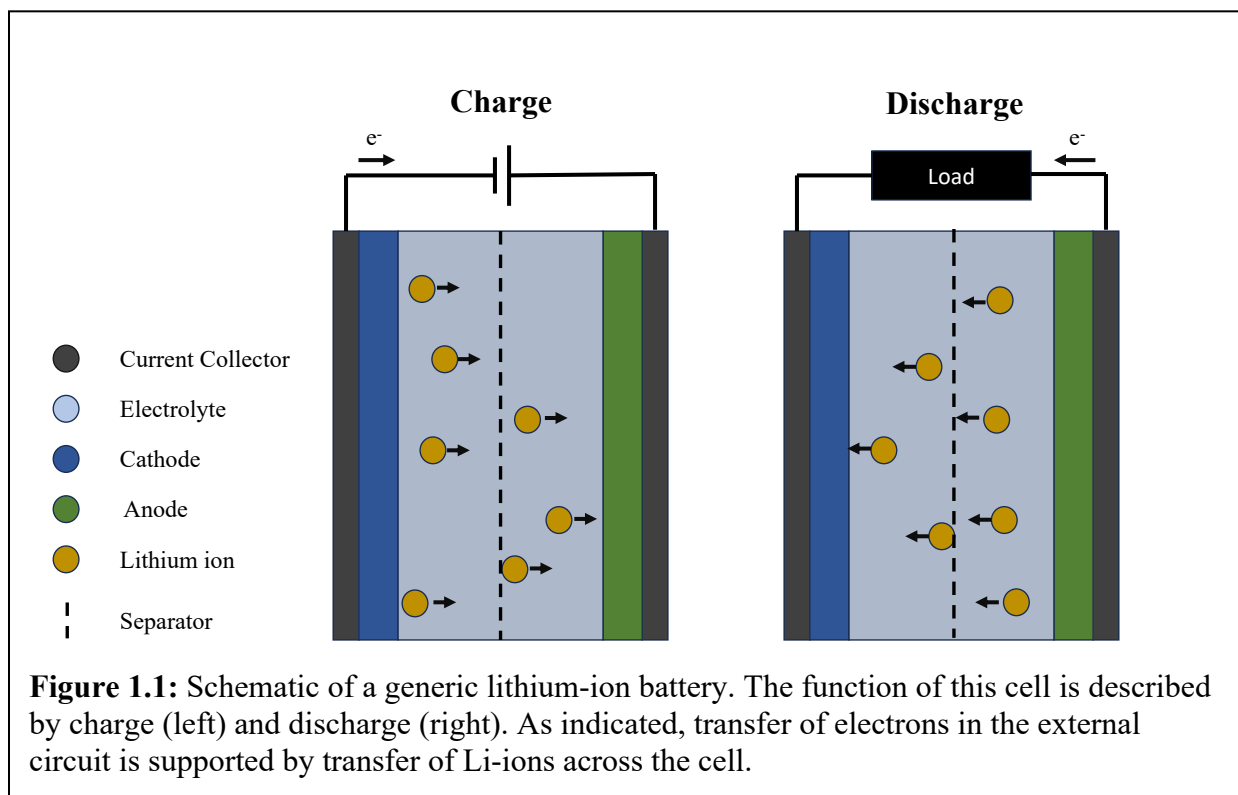 Charge
Discharge
e-
e-
Load
Current Collector
Electrolyte
Cathode
Anode
Lithium ion
Separator
Figure 1.1: Schematic of a generic lithium-ion battery. The function of this cell is described
by charge (left) and discharge (right). As indicated, transfer of electrons in the external
circuit is supported by transfer of Li-ions across the cell.